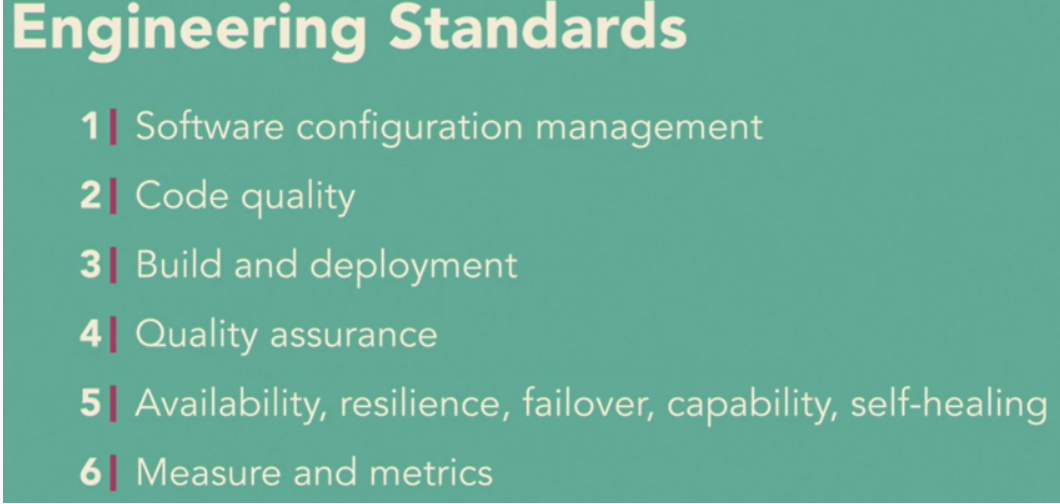 Engineering Standards
1| Software configuration management
2| Code quality
3| Build and deployment
4| Quality assurance
5| Availability, resilience, failover, capability, self-healing
6| Measure and metrics